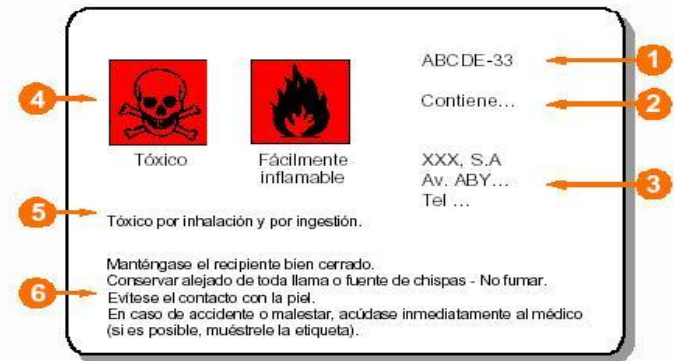 ABCDE-33
1
Contiene...
2
4
Tóxico
Fácilmente
inflamable
XXX, S.A
Av. ABY...
Tel ...
3
5
Tóxico por inhalación y por ingestión.
Manténgase el recipiente bien cerrado.
Conservar alejado de toda llama o fuente de chispas - No fumar.
6
Evítese el contacto con la piel.
En caso de accidente o malestar, acúdase inmediatamente al médico
(si es posible, muéstrele la etiqueta).